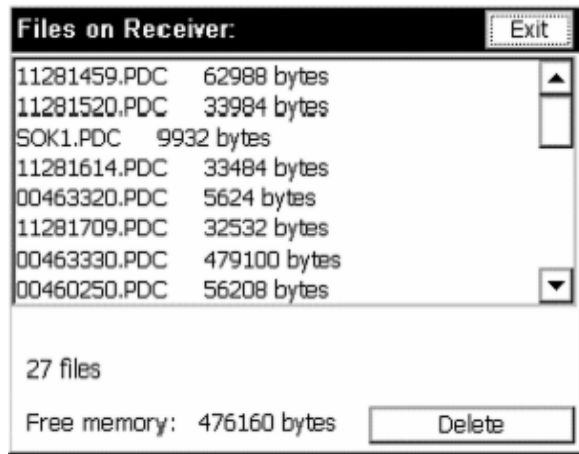 Files on Receiver: Exit
11281459.PDC 62988 bytes
11281520.PDC 33984 bytes
SOK1.PDC 9932 bytes
11281614.PDC 33484 bytes
00463320.PDC 5624 bytes
11281709.PDC 32532 bytes
00463330.PDC 479100 bytes
00460250.PDC 56208 bytes
27 files
Free memory: 476160 bytes Delete